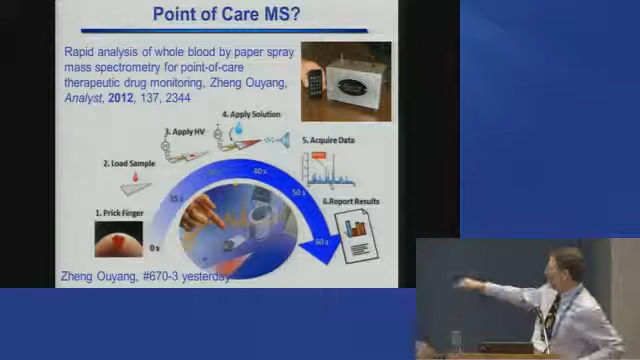 Point of Care MS?
Rapid analysis of whole blood by paper spray
mass spectrometry for point-of-care
therapeutic drug monitoring, Zheng Ouyang,
Analyst, 2012, 137, 2344
4. Apply Solution
3. Apply HV
5. Acquire Data
2. Load Sample
40 s
50 s
6.Report Results
1. Prick Finger
0 s
60 s
Zheng Ouyang, #670-3 yesterday